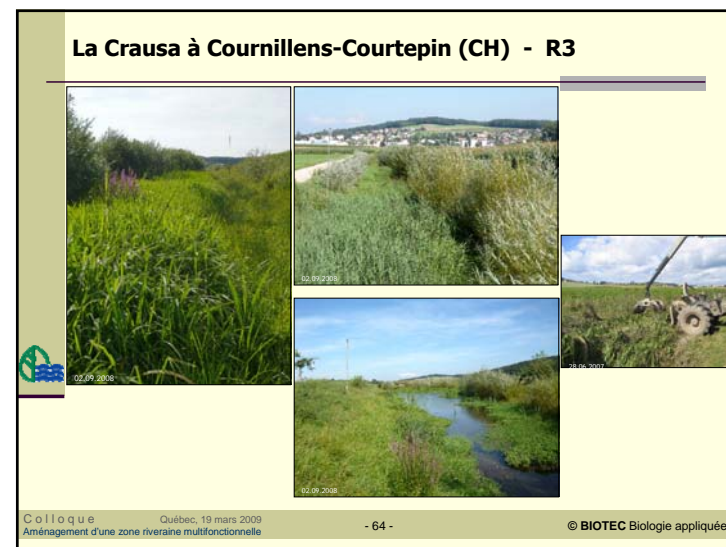 La Crausa à Cournillens-Courtepin (CH) - R3
02.09.2008
02.09.2008
28.06.2007
02.09.2008
Colloque Québec, 19 mars 2009
Aménagement d'une zone riveraine multifonctionnelle
- 64 -
© BIOTEC Biologie appliquée